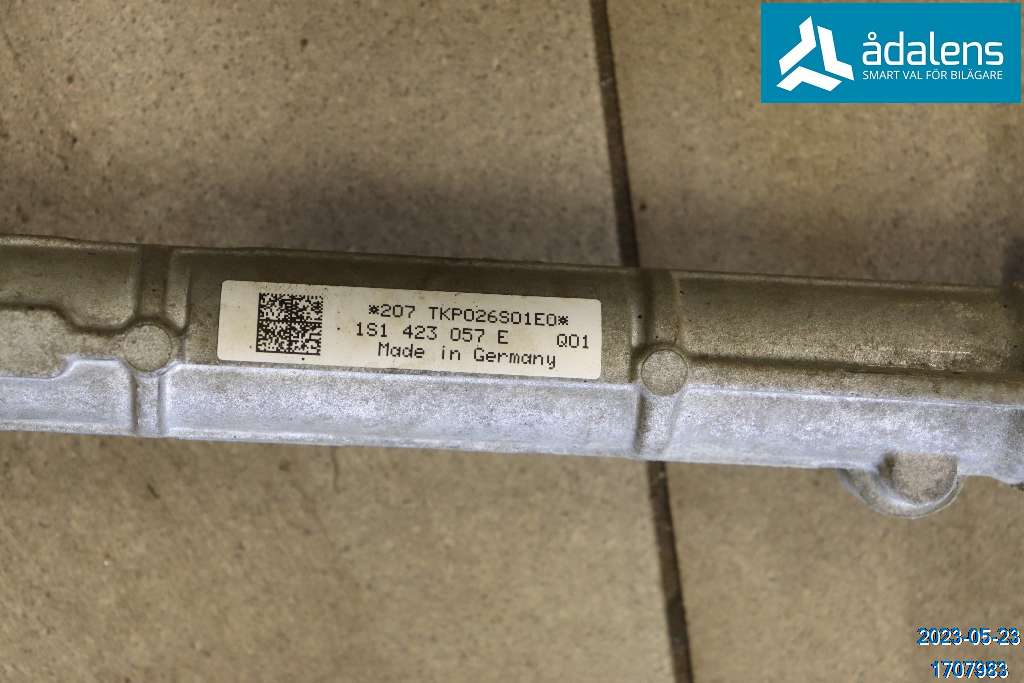 ådalens
SMART VAL FÖR BILÄGARE
*207 TKP026S01E0*
1S1 423 057 E Q01
Made in Germany
2023-05-23
1707983